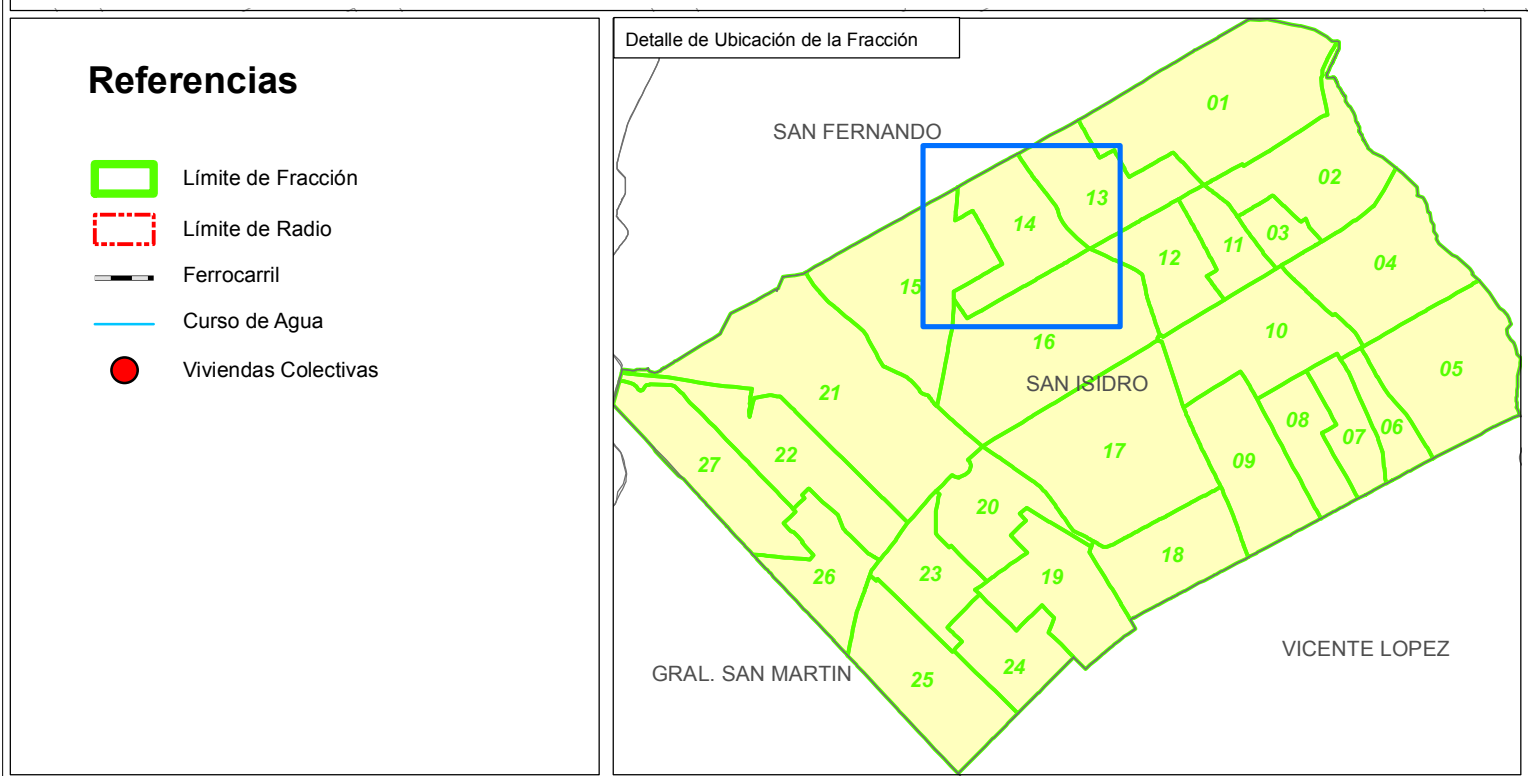 Referencias
Límite de Fracción
Límite de Radio
Ferrocarril
Curso de Agua
Viviendas Colectivas
Detalle de Ubicación de la Fracción
01
SAN FERNANDO
02
13
14
03
11
12
04
15
10
16
05
SAN ISIDRO
21
08
06
07
17
22
09
27
20
18
23
26
19
VICENTE LOPEZ
24
GRAL. SAN MARTIN
25